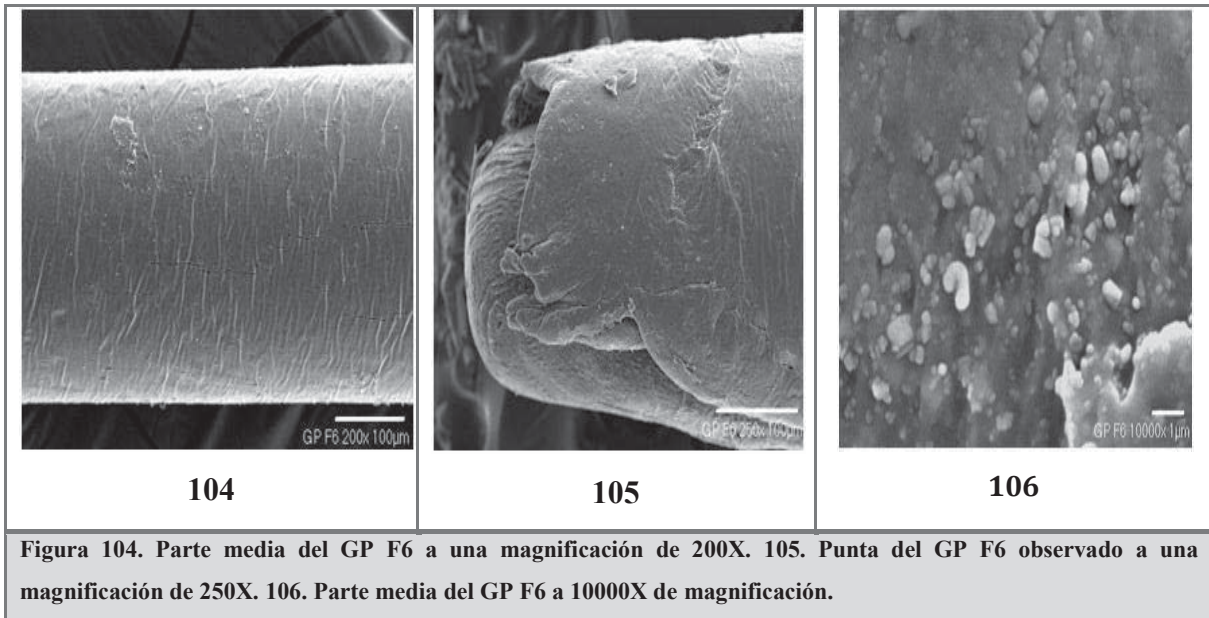 GP F6 200x 100µm
GP F6 250x 100µm
GP F6 10000x 1µm
104
105
106
Figura 104. Parte media del GP F6 a una magnificación de 200X. 105. Punta del GP F6 observado a una
magnificación de 250X. 106. Parte media del GP F6 a 10000X de magnificación.